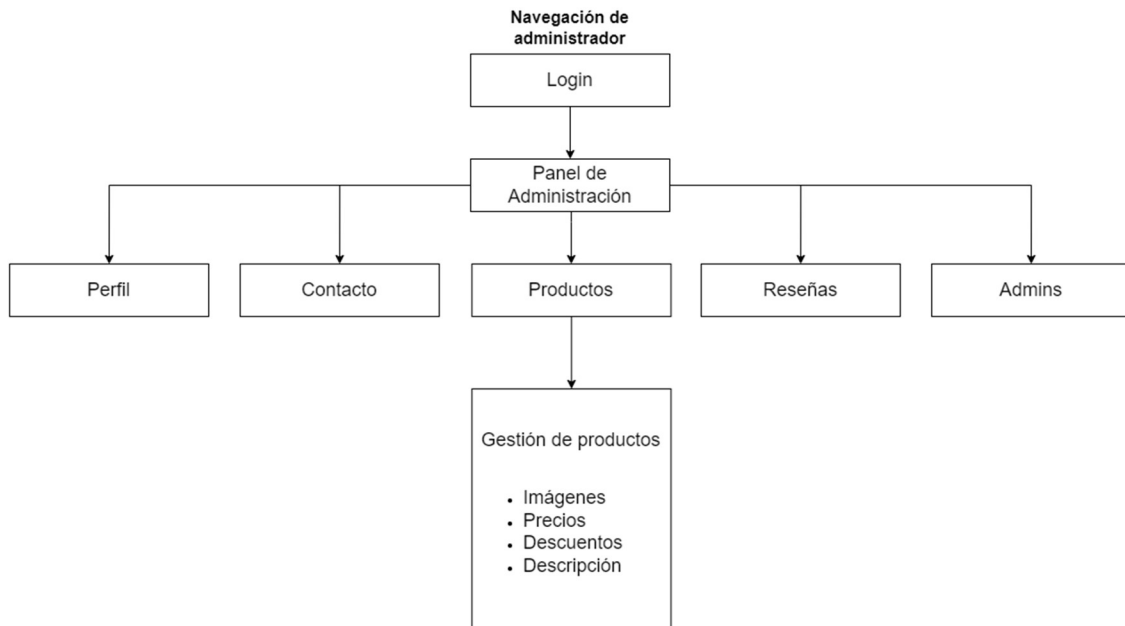 Navegación de
administrador
Login
Panel de
Administración
Perfil
Contacto
Productos
Reseñas
Admins
Gestión de productos
Imágenes
Precios
Descuentos
Descripción